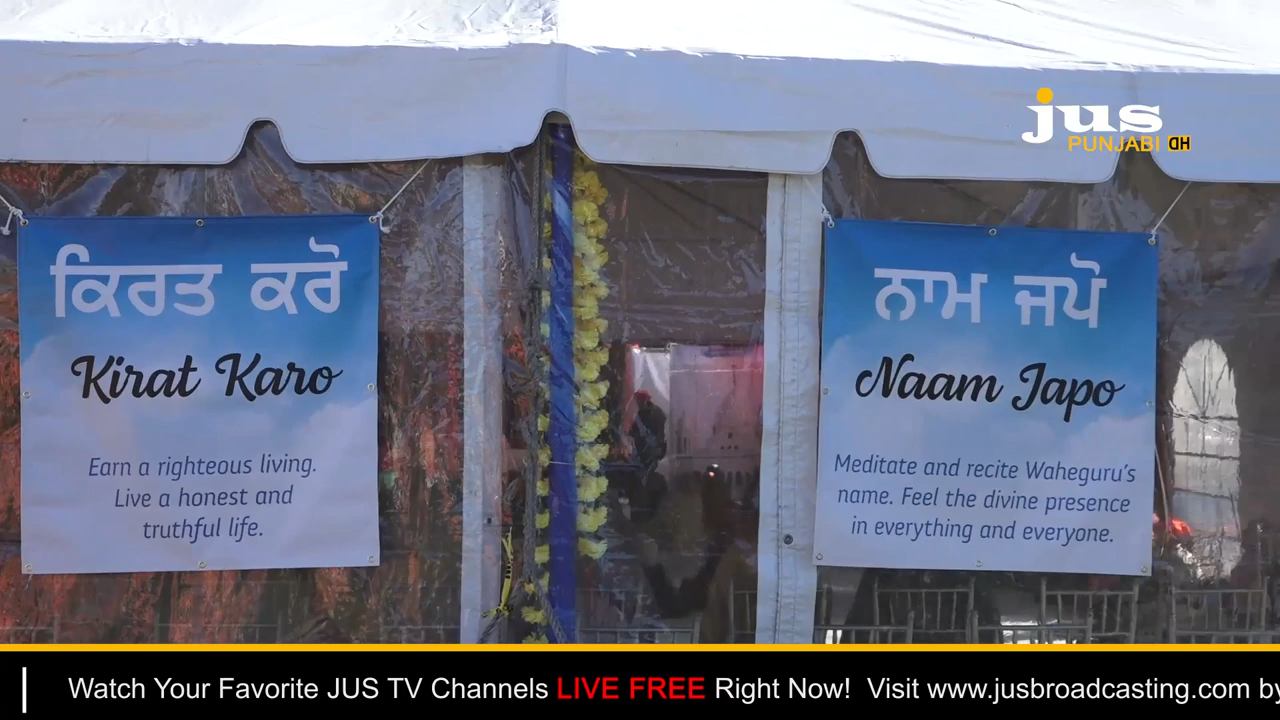 jus
PUNJABI HD
ਕਿਰਤ ਕਰੋ
Kirat Karo
Earn a righteous living.
Live a honest and
truthful life.
ਨਾਮ ਜਪੋ
Naam Japo
Meditate and recite Waheguru's
name. Feel the divine presence
in everything and everyone.
Watch Your Favorite JUS TV Channels LIVE FREE Right Now! Visit www.jusbroadcasting.com by